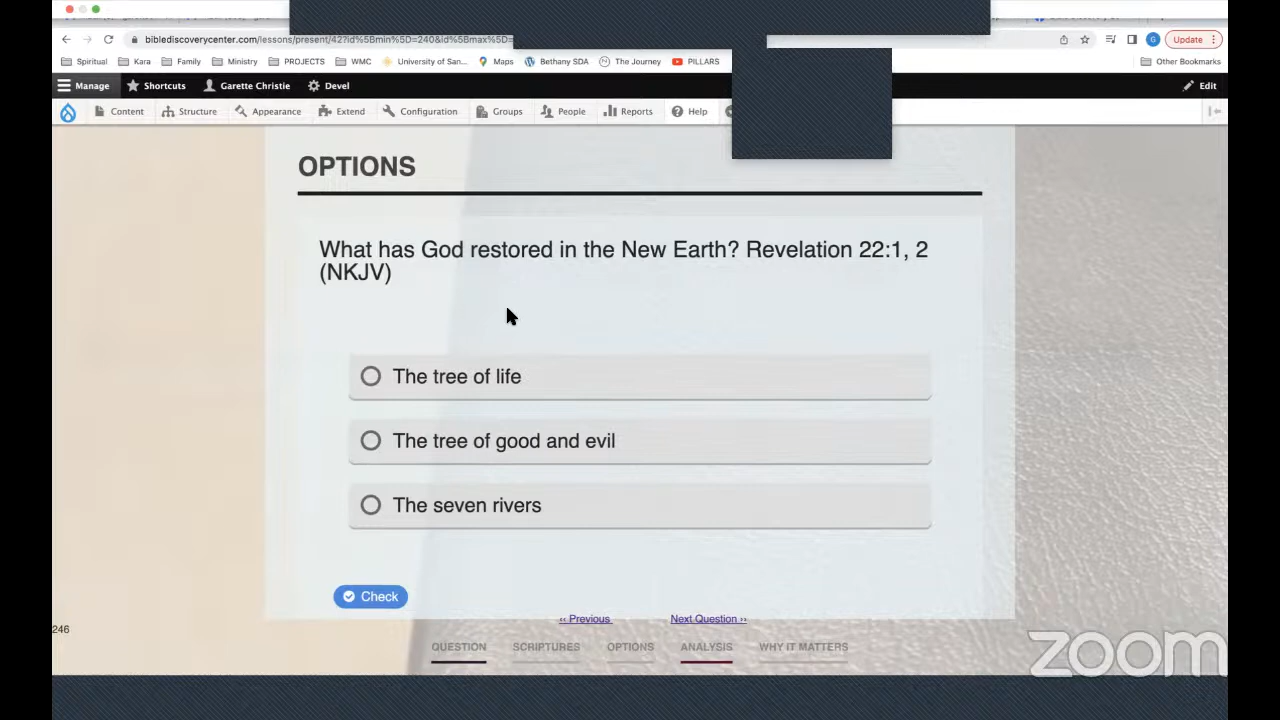 biblediscoverycenter.com/lessons/present/42?id%5Bmin%5D=240&id%5Bmax%5D=
Update
Spiritual Kara Family Ministry PROJECTS WMC University of San... Maps Bethany SDA The Journey PILLARS Other Bookmarks
Manage Shortcuts Garette Christie Devel Edit
Content Structure Appearance Extend Configuration Groups People Reports Help
OPTIONS
What has God restored in the New Earth? Revelation 22:1, 2
(NKJV)
The tree of life
The tree of good and evil
The seven rivers
Check
‹‹ Previous Next Question ››
246
QUESTION SCRIPTURES OPTIONS ANALYSIS WHY IT MATTERS
zoom